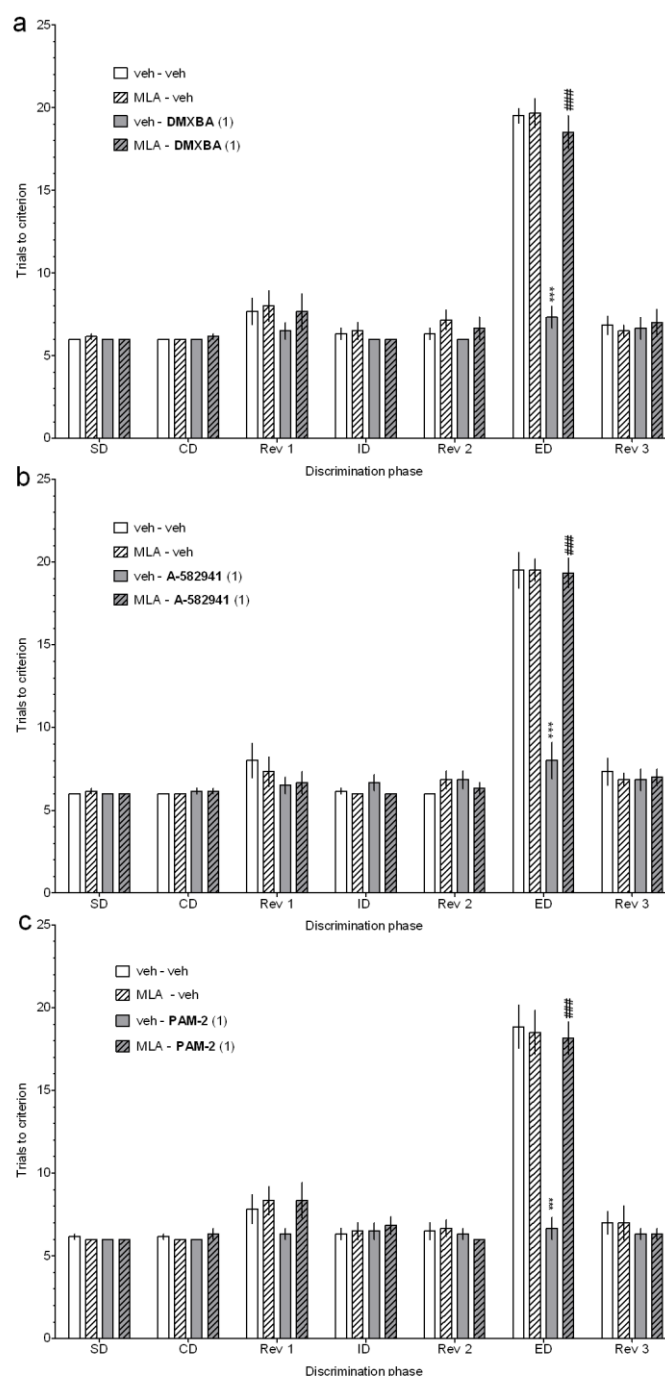 a
veh - veh
MLA - veh
veh - DMXBA (1)
MLA - DMXBA (1)
Trials to criterion
25
20
15
10
5
0
***
###
SD CD Rev 1 ID Rev 2 ED Rev 3
Discrimination phase
b
veh - veh
MLA - veh
veh - A-582941 (1)
MLA - A-582941 (1)
Trials to criterion
25
20
15
10
5
0
***
###
SD CD Rev 1 ID Rev 2 ED Rev 3
Discrimination phase
c
veh - veh
MLA - veh
veh - PAM-2 (1)
MLA - PAM-2 (1)
Trials to criterion
25
20
15
10
5
0
***
###
SD CD Rev 1 ID Rev 2 ED Rev 3
Discrimination phase